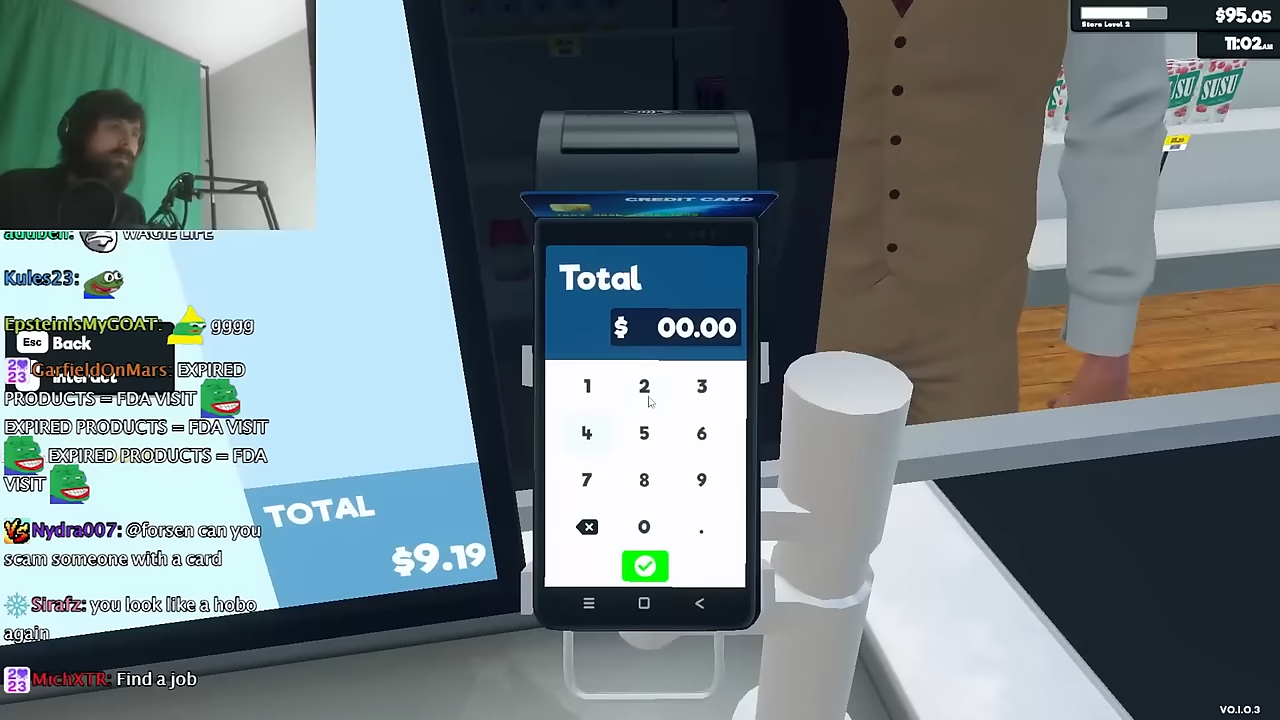 Store Level 2
$95.05
11:02AM
SUSU
CREDIT CARD
Total
$ 00.00
1 2 3
4 5 6
7 8 9
0 .
TOTAL
$9.19
WAGIE LIFE
Kules23:
EpsteinIsMyGOAT: gggg
Esc Back
Interact
GarfieldOnMars: EXPIRED
PRODUCTS = FDA VISIT
EXPIRED PRODUCTS = FDA VISIT
EXPIRED PRODUCTS = FDA
VISIT
Nydra007: @forsen can you
scam someone with a card
Sirafz: you look like a hobo
again
MichXTR: Find a job
V0.1.0.3